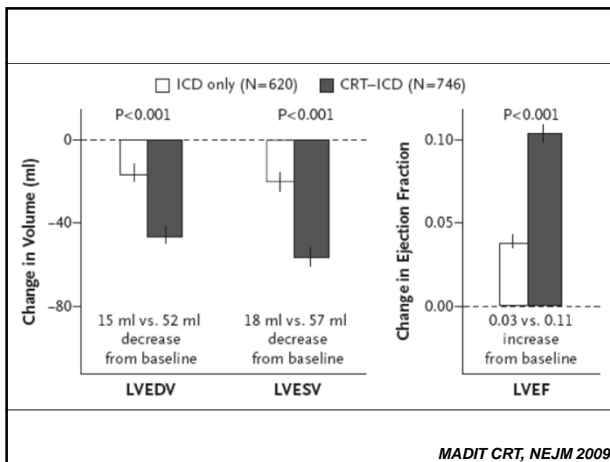 ICD only (N=620) CRT–ICD (N=746)
P<0.001 P<0.001
Change in Volume (ml)
0
−40
−80
15 ml vs. 52 ml
decrease
from baseline
18 ml vs. 57 ml
decrease
from baseline
LVEDV LVESV
P<0.001
Change in Ejection Fraction
0.10
0.05
0.00
0.03 vs. 0.11
increase
from baseline
LVEF
MADIT CRT, NEJM 2009